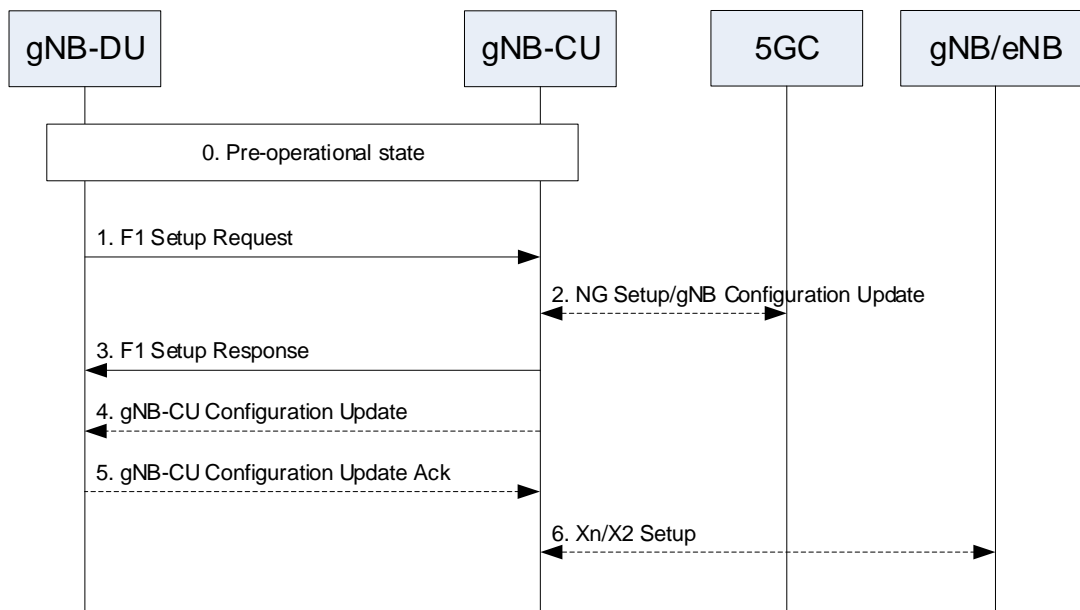 gNB-DU
gNB-CU
5GC
gNB/eNB
0. Pre-operational state
1. F1 Setup Request
2. NG Setup/gNB Configuration Update
3. F1 Setup Response
4. gNB-CU Configuration Update
5. gNB-CU Configuration Update Ack
6. Xn/X2 Setup